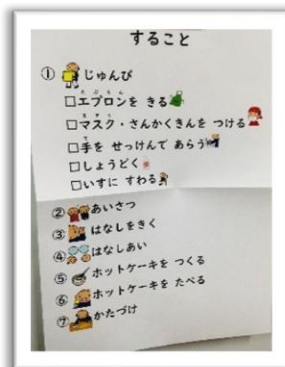 すること
① じゅんび
□エプロンを きる
□マスク・さんかくきんを つける
□手を せっけんで あらう
□しょうどく
□いすに すわる
② あいさつ
③ はなしをきく
④ はなしあい
⑤ ホットケーキを つくる
⑥ ホットケーキを たべる
⑦ かたづけ